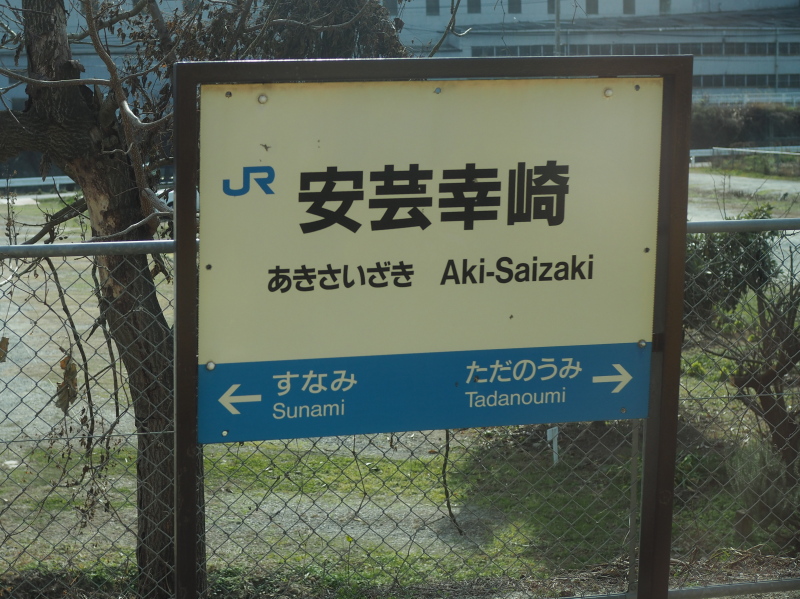 JR 安芸幸崎
あきさいざき Aki-Saizaki
← すなみ ただのうみ →
Sunami Tadanoumi